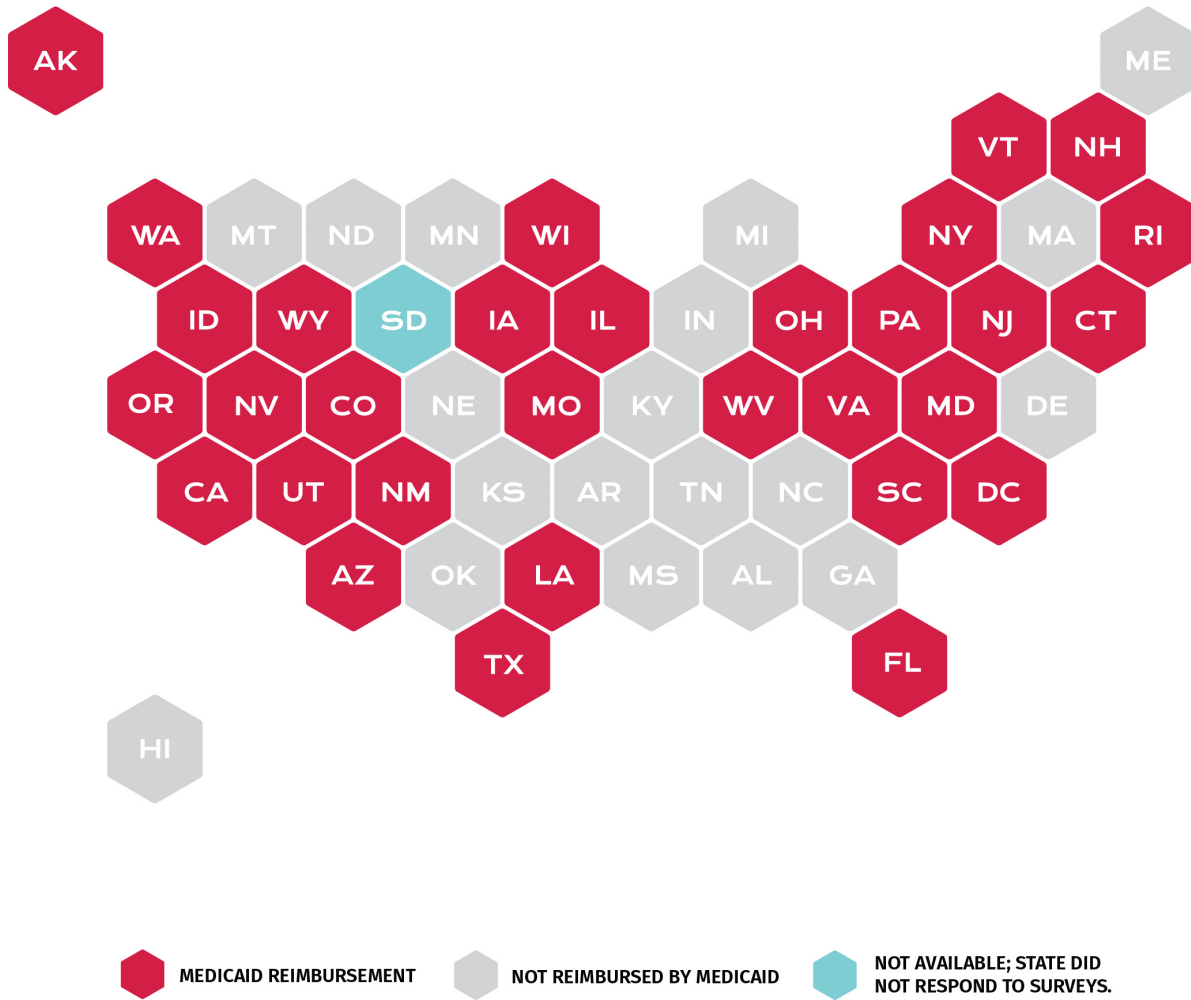 AK
ME
VT
NH
WA
MT
ND
MN
WI
MI
NY
MA
RI
ID
WY
SD
IA
IL
IN
OH
PA
NJ
CT
OR
NV
CO
NE
MO
KY
WV
VA
MD
DE
CA
UT
NM
KS
AR
TN
NC
SC
DC
AZ
OK
LA
MS
AL
GA
TX
FL
HI
MEDICAID REIMBURSEMENT
NOT REIMBURSED BY MEDICAID
NOT AVAILABLE; STATE DID
NOT RESPOND TO SURVEYS.